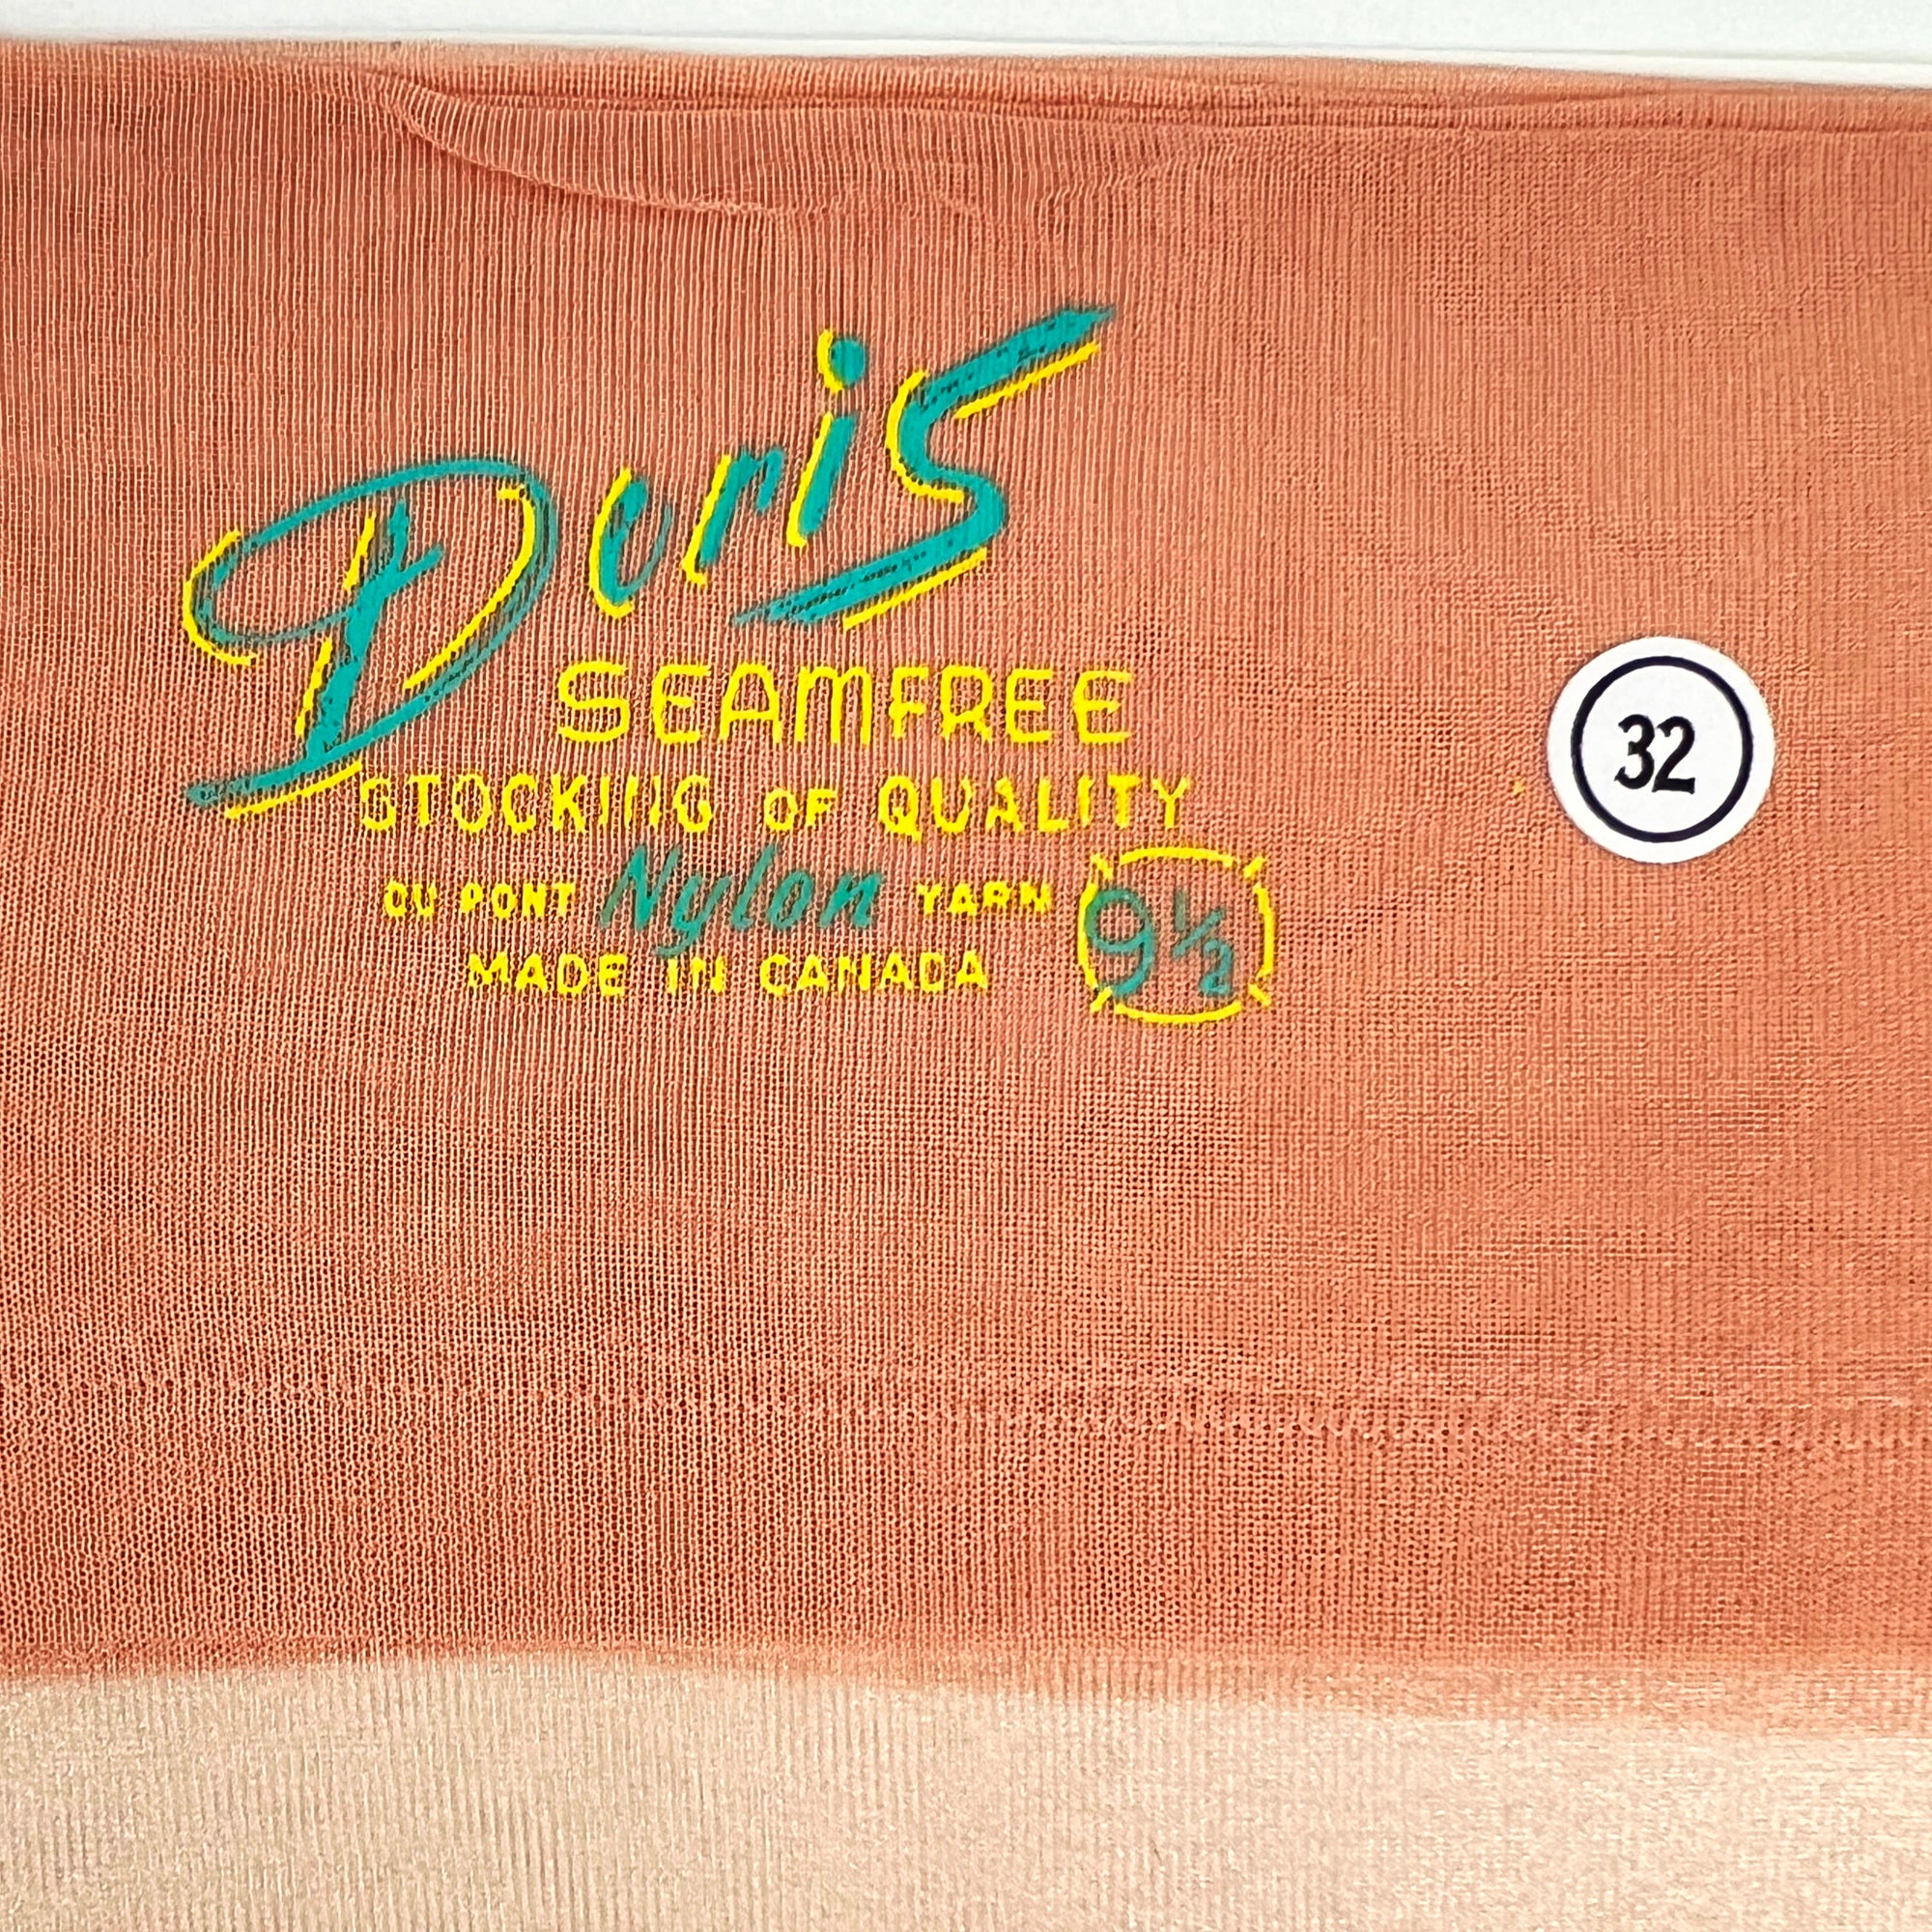 Doris
SEAMFREE
STOCKING OF QUALITY
DU PONT Nylon YARN
MADE IN CANADA
9½
32